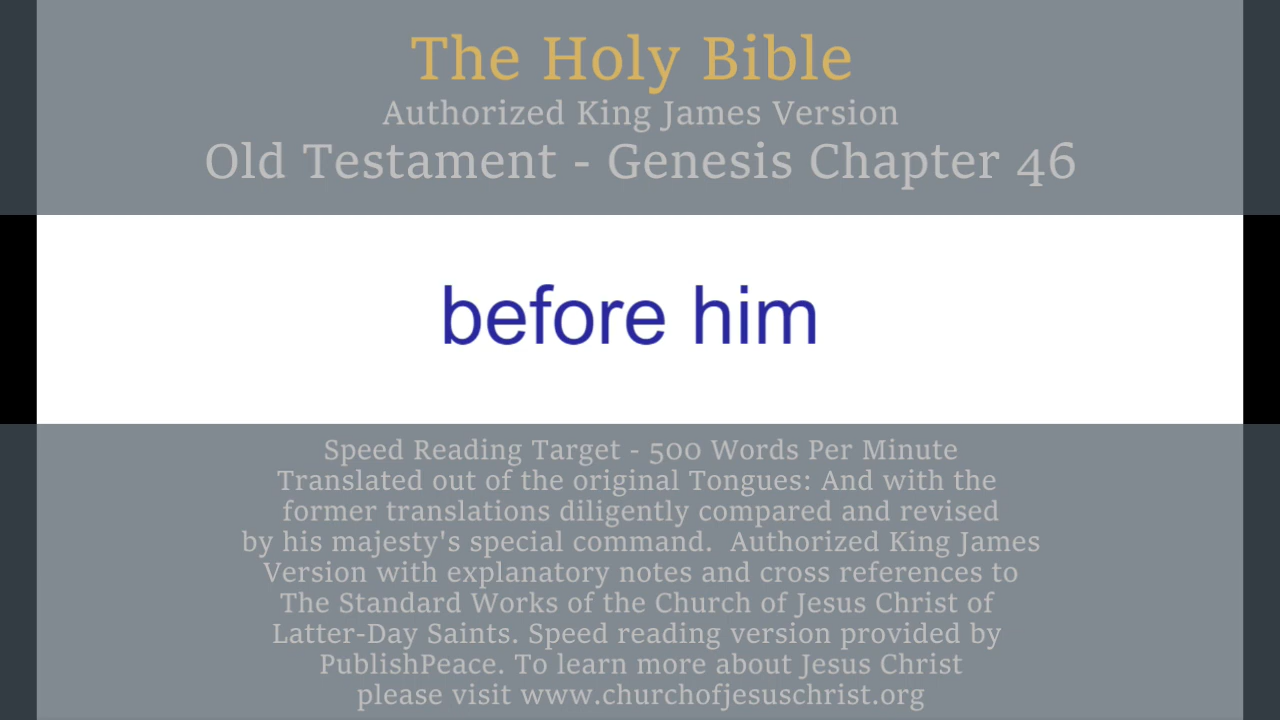 The Holy Bible
Authorized King James Version
Old Testament - Genesis Chapter 46
before him
Speed Reading Target - 500 Words Per Minute
Translated out of the original Tongues: And with the
former translations diligently compared and revised
by his majesty's special command.  Authorized King James
Version with explanatory notes and cross references to
The Standard Works of the Church of Jesus Christ of
Latter-Day Saints. Speed reading version provided by
PublishPeace. To learn more about Jesus Christ
please visit www.churchofjesuschrist.org